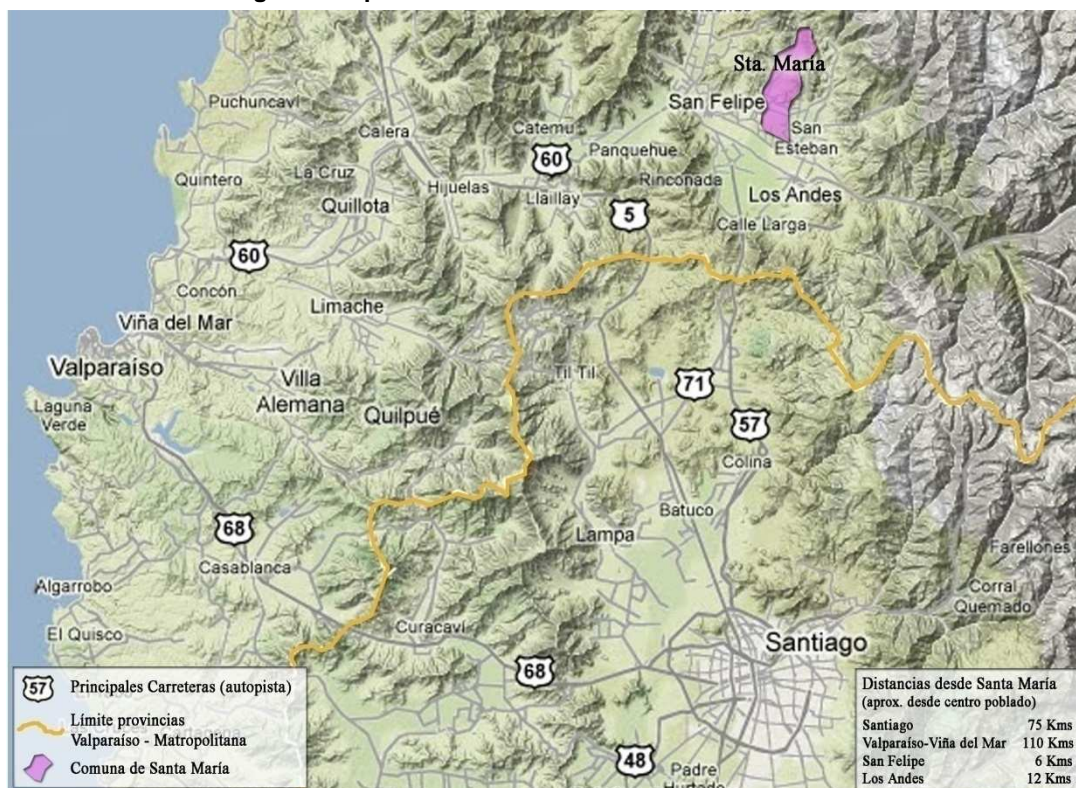 Sta. María
Puchuncaví
San Felipe
Calera
Catemu
San
Esteban
60
Panquehue
La Cruz
Quintero
Hijuelas
Rinconada
Llaillay
Los Andes
Quillota
5
Calle Larga
60
Concón
Limache
Viña del Mar
Valparaíso
Villa
Alemana
Til Til
71
Laguna
Verde
Quilpué
57
Colina
Batuco
68
Lampa
Casablanca
Farellones
Algarrobo
Corral
Quemado
El Quisco
Curacaví
Santiago
68
48
Padre
Hurtado
57 Principales Carreteras (autopista)
Límite provincias
Valparaíso - Matropolitana
Comuna de Santa María
Distancias desde Santa María
(aprox. desde centro poblado)
Santiago 75 Kms
Valparaíso-Viña del Mar 110 Kms
San Felipe 6 Kms
Los Andes 12 Kms